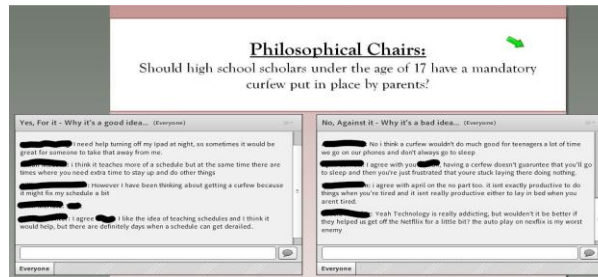 Philosophical Chairs:
Should high school scholars under the age of 17 have a mandatory
curfew put in place by parents?
Yes, For it - Why it's a good idea... (Everyone)
I need help turning off my ipad at night, so sometimes it would be
great for someone to take that away from me.
: i think it teaches more of a schedule but at the same time there are
times where you need extra time to stay up and do other things
: However I have been thinking about getting a curfew because
it might fix my schedule a bit
: I agree I like the idea of teaching schedules and I think it
would help, but there are definitely days when a schedule can get derailed.
Everyone
No, Against it - Why it's a bad idea... (Everyone)
: No i think a curfew wouldn't do much good for teenagers a lot of time
we go on our phones and don't always go to sleep
: I agree with you , having a cerfew doesn't guaruntee that you'll go
to sleep and then you're just frustrated that youre stuck laying there doing nothing.
: i agree with april on the no part too. it isnt exactly productive to do
things when you're tired and it isnt really productive either to lay in bed when you
arent tired.
: Yeah Technology is really addicting, but wouldn't it be better if
they helped us get off the Netflix for a little bit? the auto play on nexflix is my worst
enemy
Everyone